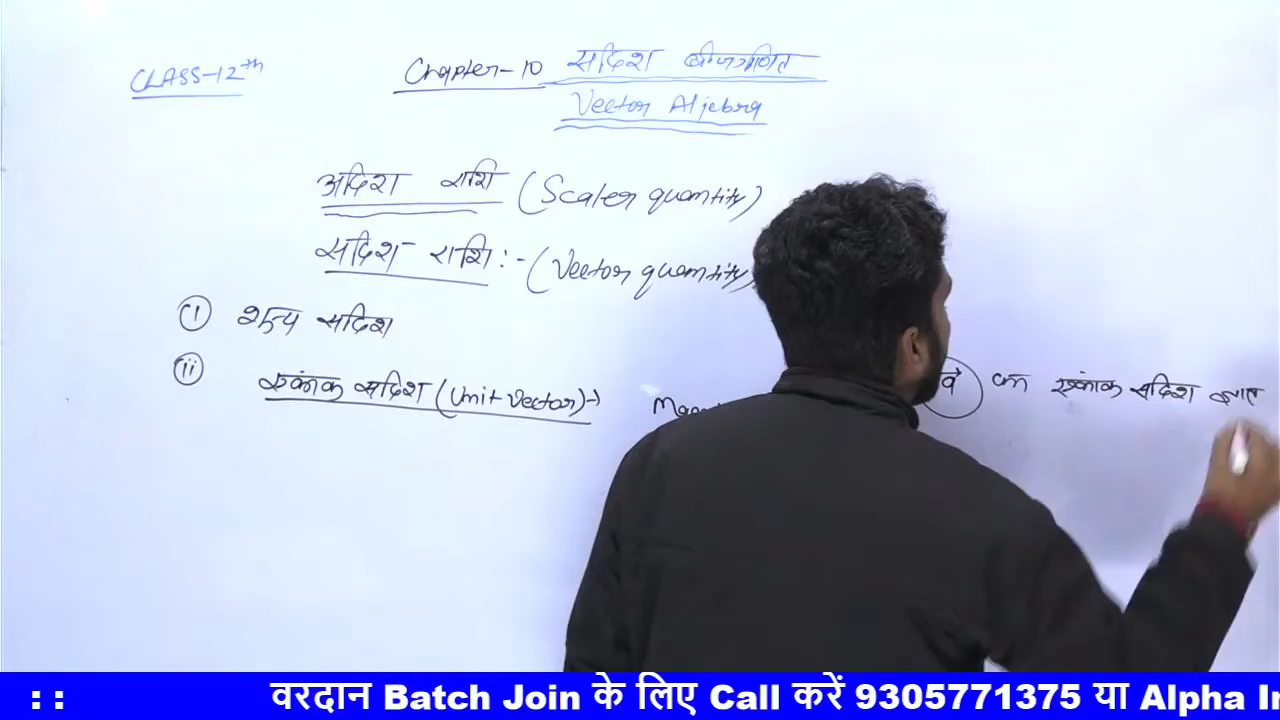 CLASS-12th
Chapter-10 सदिश बीजगणित
Vector Aljebra
अदिश राशि (Scaler quantity)
सदिश राशि :- (Vector quantity)
(i) शून्य सदिश
(ii) एकांक सदिश (Unit Vector) → का एकांक सदिश ज्ञात
: : वरदान Batch Join के लिए Call करें 9305771375 या Alpha In